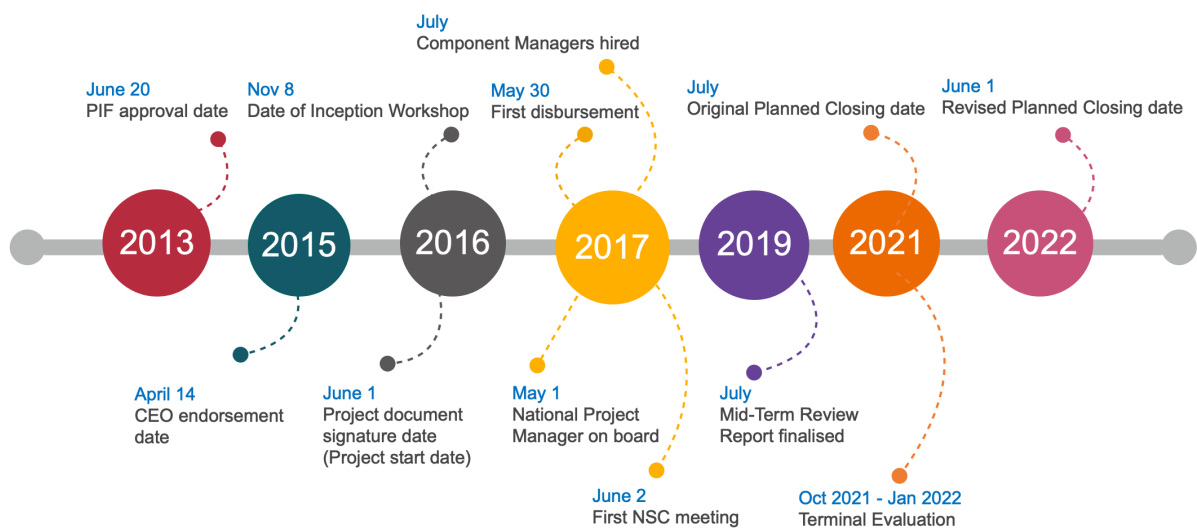 July
Component Managers hired
June 20
PIF approval date
Nov 8
Date of Inception Workshop
May 30
First disbursement
July
Original Planned Closing date
June 1
Revised Planned Closing date
2013
2015
2016
2017
2019
2021
2022
April 14
CEO endorsement
date
June 1
Project document
signature date
(Project start date)
May 1
National Project
Manager on board
July
Mid-Term Review
Report finalised
June 2
First NSC meeting
Oct 2021 - Jan 2022
Terminal Evaluation